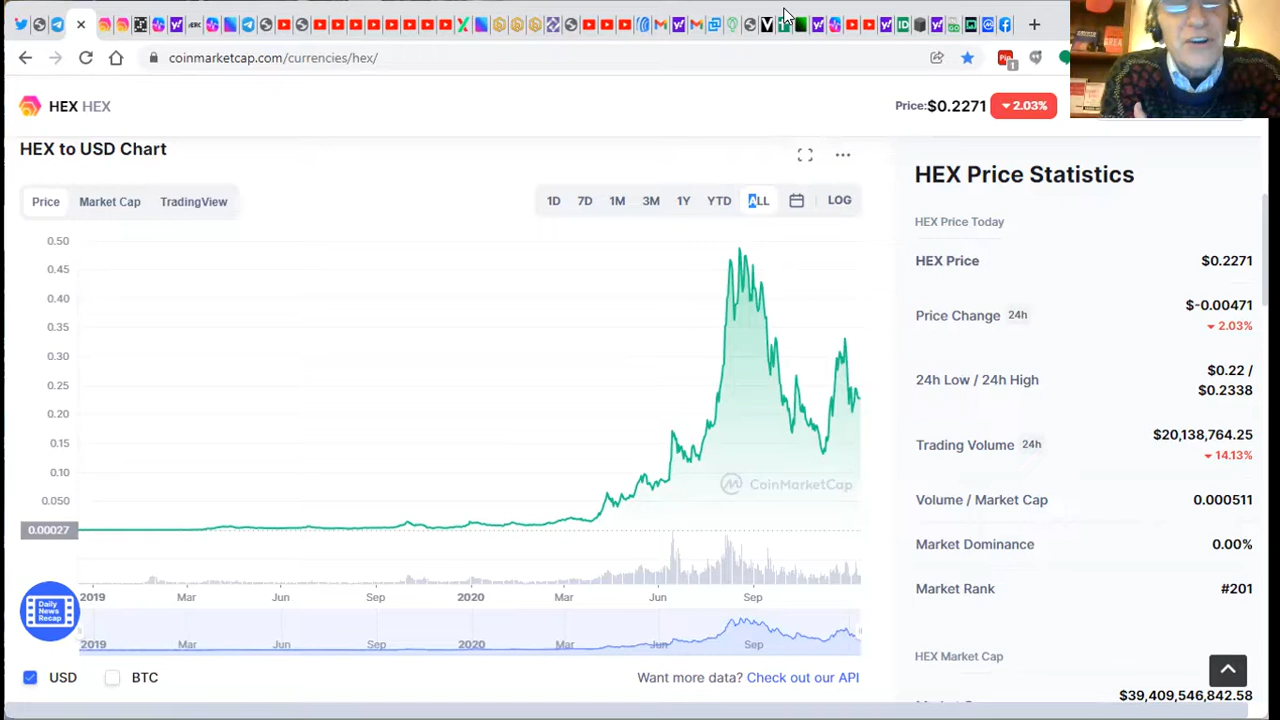 coinmarketcap.com/currencies/hex/
1
HEX HEX
Price: $0.2271 2.03%
HEX to USD Chart
Price
Market Cap
TradingView
1D 7D 1M 3M 1Y YTD ALL LOG
0.50
0.45
0.40
0.35
0.30
0.25
0.20
0.15
0.10
0.050
0.00027
CoinMarketCap
2019 Mar Jun Sep 2020 Mar Jun Sep
2019 Mar Jun Sep 2020 Mar Jun Sep
Daily
News
Recap
USD
BTC
Want more data? Check out our API
HEX Price Statistics
HEX Price Today
HEX Price $0.2271
Price Change 24h $-0.00471
2.03%
24h Low / 24h High $0.22 /
$0.2338
Trading Volume 24h $20,138,764.25
14.13%
Volume / Market Cap 0.000511
Market Dominance 0.00%
Market Rank #201
HEX Market Cap
$39,409,546,842.58